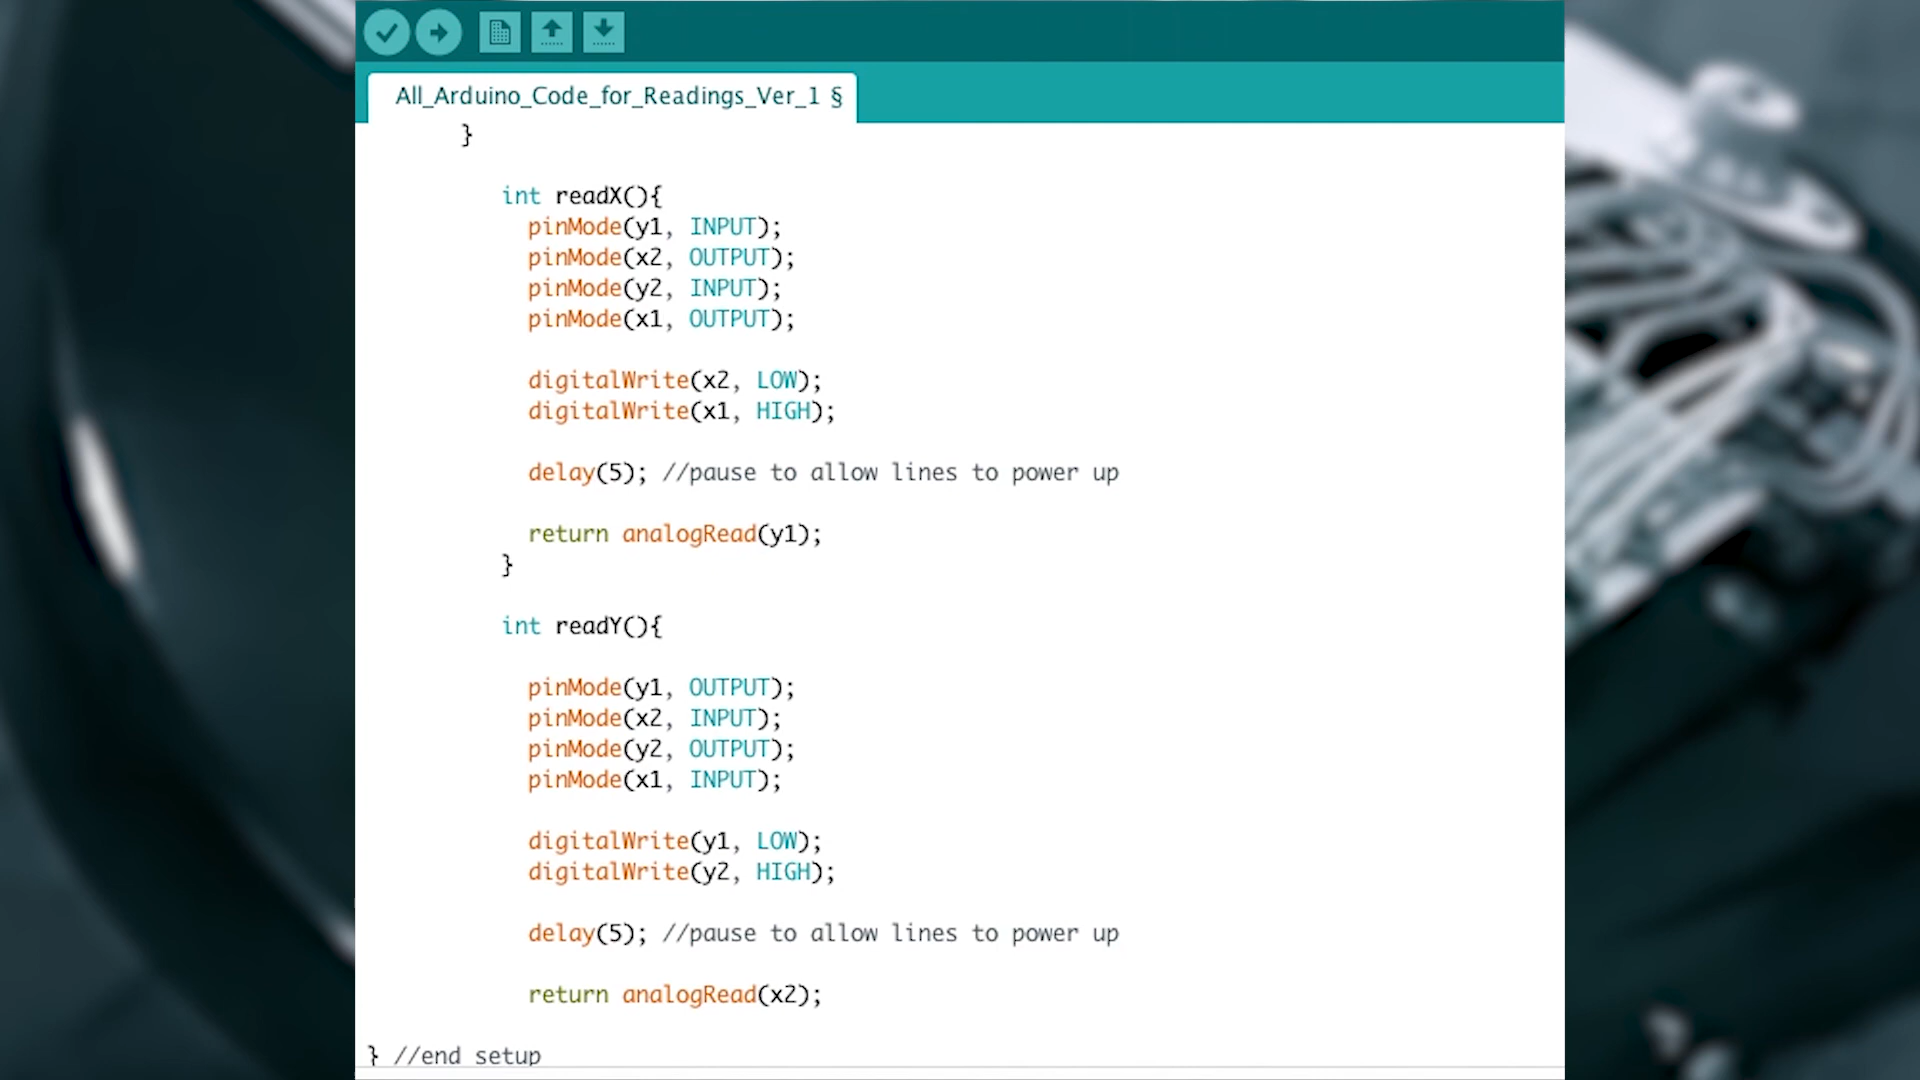 All_Arduino_Code_for_Readings_Ver_1 §
}
int readX(){
pinMode(y1, INPUT);
pinMode(x2, OUTPUT);
pinMode(y2, INPUT);
pinMode(x1, OUTPUT);
digitalWrite(x2, LOW);
digitalWrite(x1, HIGH);
delay(5); //pause to allow lines to power up
return analogRead(y1);
}
int readY(){
pinMode(y1, OUTPUT);
pinMode(x2, INPUT);
pinMode(y2, OUTPUT);
pinMode(x1, INPUT);
digitalWrite(y1, LOW);
digitalWrite(y2, HIGH);
delay(5); //pause to allow lines to power up
return analogRead(x2);
} //end setup